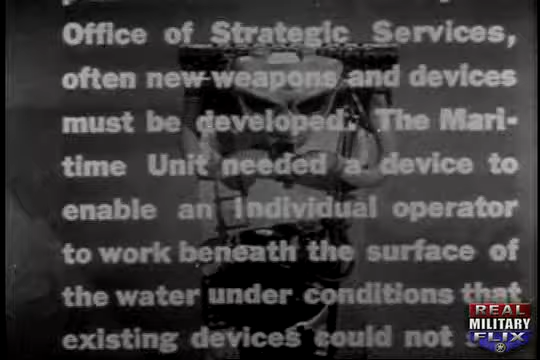 Office of Strategic Services,
often new weapons and devices
must be developed. The Mari-
time Unit needed a device to
enable an individual operator
to work beneath the surface of
the water under conditions that
existing devices could not
REAL
MILITARY
FLIX